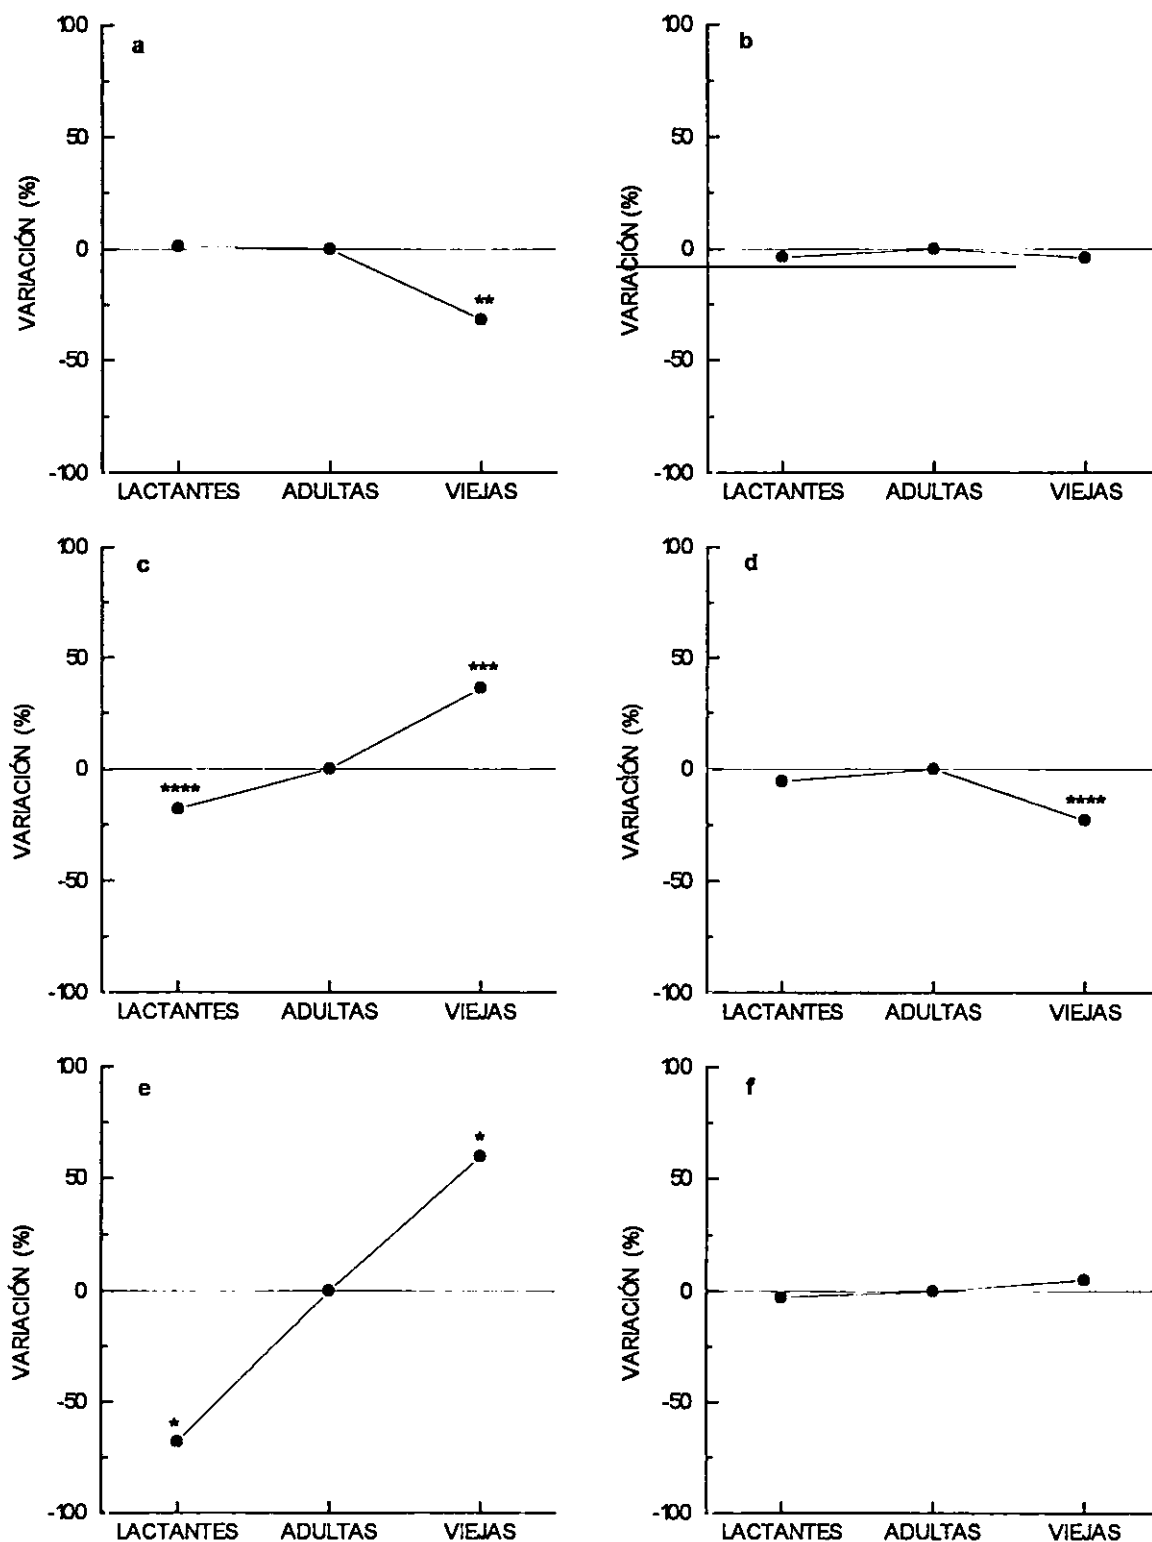 a
100
50
0
-50
-100
VARIACIÓN (%)
**
LACTANTES ADULTAS VIEJAS
b
100
50
0
-50
-100
VARIACIÓN (%)
LACTANTES ADULTAS VIEJAS
c
100
50
0
-50
-100
VARIACIÓN (%)
****
***
LACTANTES ADULTAS VIEJAS
d
100
50
0
-50
-100
VARIACIÓN (%)
****
LACTANTES ADULTAS VIEJAS
e
100
50
0
-50
-100
VARIACIÓN (%)
*
*
LACTANTES ADULTAS VIEJAS
f
100
50
0
-50
-100
VARIACIÓN (%)
LACTANTES ADULTAS VIEJAS